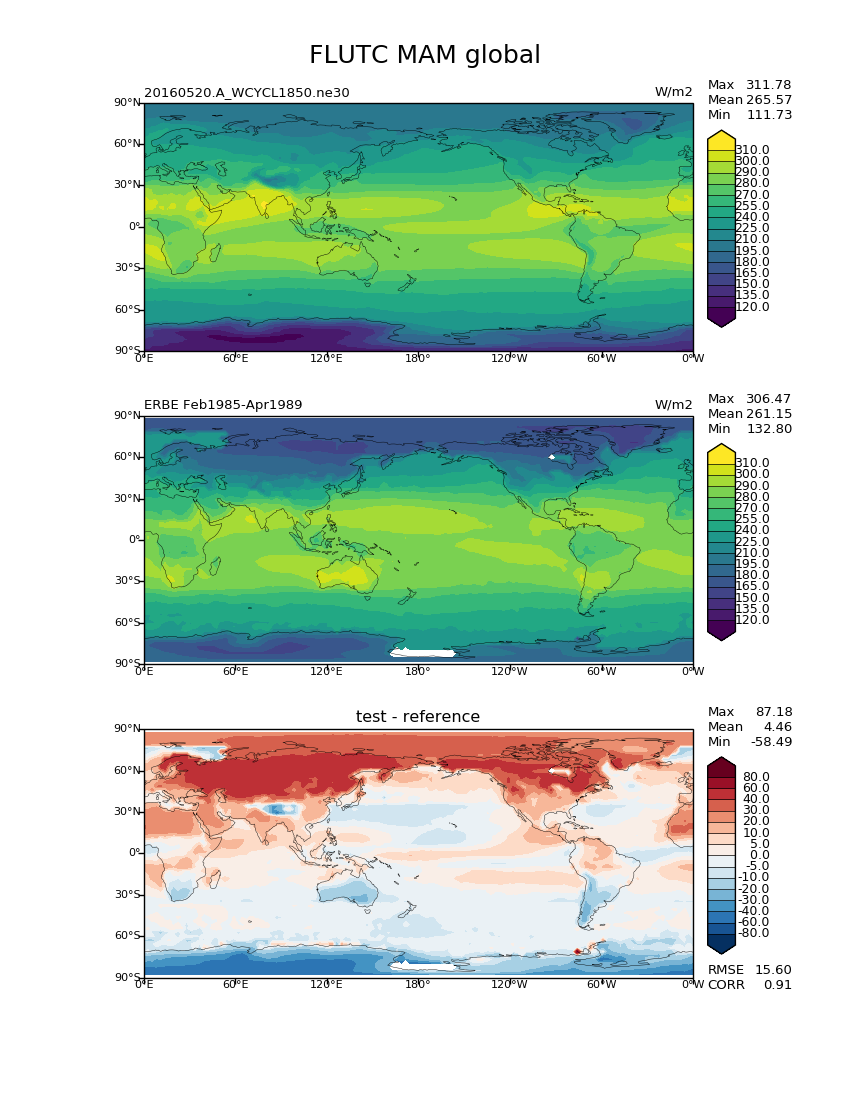 FLUTC MAM global
20160520.A_WCYCL1850.ne30 W/m2
Max 311.78
Mean 265.57
Min 111.73
90°N
60°N
30°N
0°
30°S
60°S
90°S
0°E 60°E 120°E 180° 120°W 60°W 0°W
310.0
300.0
290.0
280.0
270.0
255.0
240.0
225.0
210.0
195.0
180.0
165.0
150.0
135.0
120.0
ERBE Feb1985-Apr1989 W/m2
Max 306.47
Mean 261.15
Min 132.80
90°N
60°N
30°N
0°
30°S
60°S
90°S
0°E 60°E 120°E 180° 120°W 60°W 0°W
310.0
300.0
290.0
280.0
270.0
255.0
240.0
225.0
210.0
195.0
180.0
165.0
150.0
135.0
120.0
test - reference
Max 87.18
Mean 4.46
Min -58.49
90°N
60°N
30°N
0°
30°S
60°S
90°S
0°E 60°E 120°E 180° 120°W 60°W 0°W
80.0
60.0
40.0
30.0
20.0
10.0
5.0
0.0
-5.0
-10.0
-20.0
-30.0
-40.0
-60.0
-80.0
RMSE 15.60
CORR 0.91